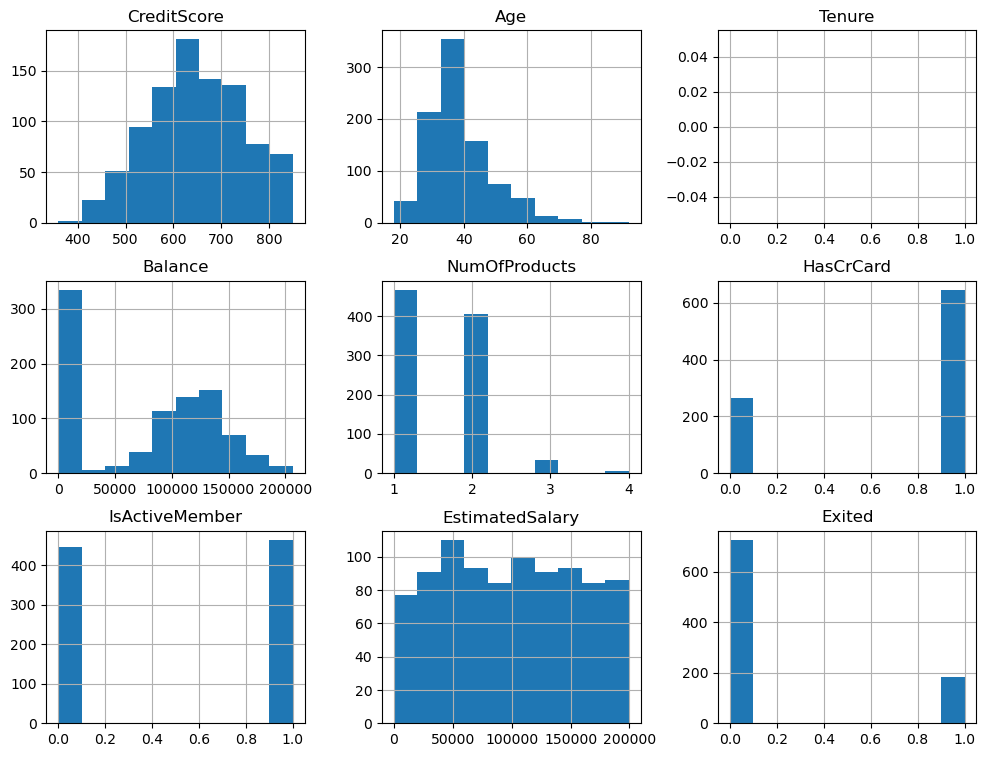 CreditScore
150
100
50
0
400 500 600 700 800
Age
300
200
100
0
20 40 60 80
Tenure
0.04
0.02
0.00
−0.02
−0.04
0.0 0.2 0.4 0.6 0.8 1.0
Balance
300
200
100
0
0 50000 100000 150000 200000
NumOfProducts
400
300
200
100
0
1 2 3 4
HasCrCard
600
400
200
0
0.0 0.2 0.4 0.6 0.8 1.0
IsActiveMember
400
300
200
100
0
0.0 0.2 0.4 0.6 0.8 1.0
EstimatedSalary
100
80
60
40
20
0
0 50000 100000 150000 200000
Exited
600
400
200
0
0.0 0.2 0.4 0.6 0.8 1.0